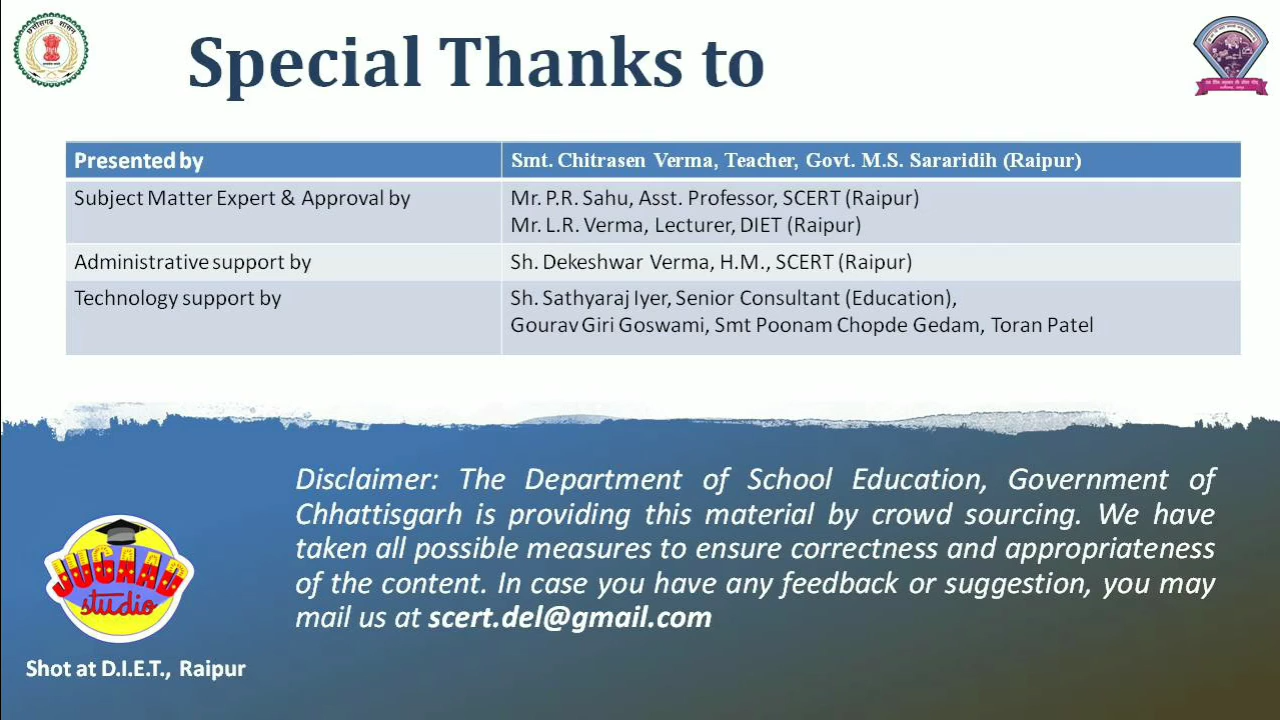 छत्तीसगढ़ शासन
Special Thanks to
Presented by
Smt. Chitrasen Verma, Teacher, Govt. M.S. Sararidih (Raipur)
Subject Matter Expert & Approval by
Mr. P.R. Sahu, Asst. Professor, SCERT (Raipur)
Mr. L.R. Verma, Lecturer, DIET (Raipur)
Administrative support by
Sh. Dekeshwar Verma, H.M., SCERT (Raipur)
Technology support by
Sh. Sathyaraj Iyer, Senior Consultant (Education),
Gourav Giri Goswami, Smt Poonam Chopde Gedam, Toran Patel
Disclaimer: The Department of School Education, Government of
Chhattisgarh is providing this material by crowd sourcing. We have
taken all possible measures to ensure correctness and appropriateness
of the content. In case you have any feedback or suggestion, you may
mail us at scert.del@gmail.com
JUGAAD
studio
Shot at D.I.E.T., Raipur